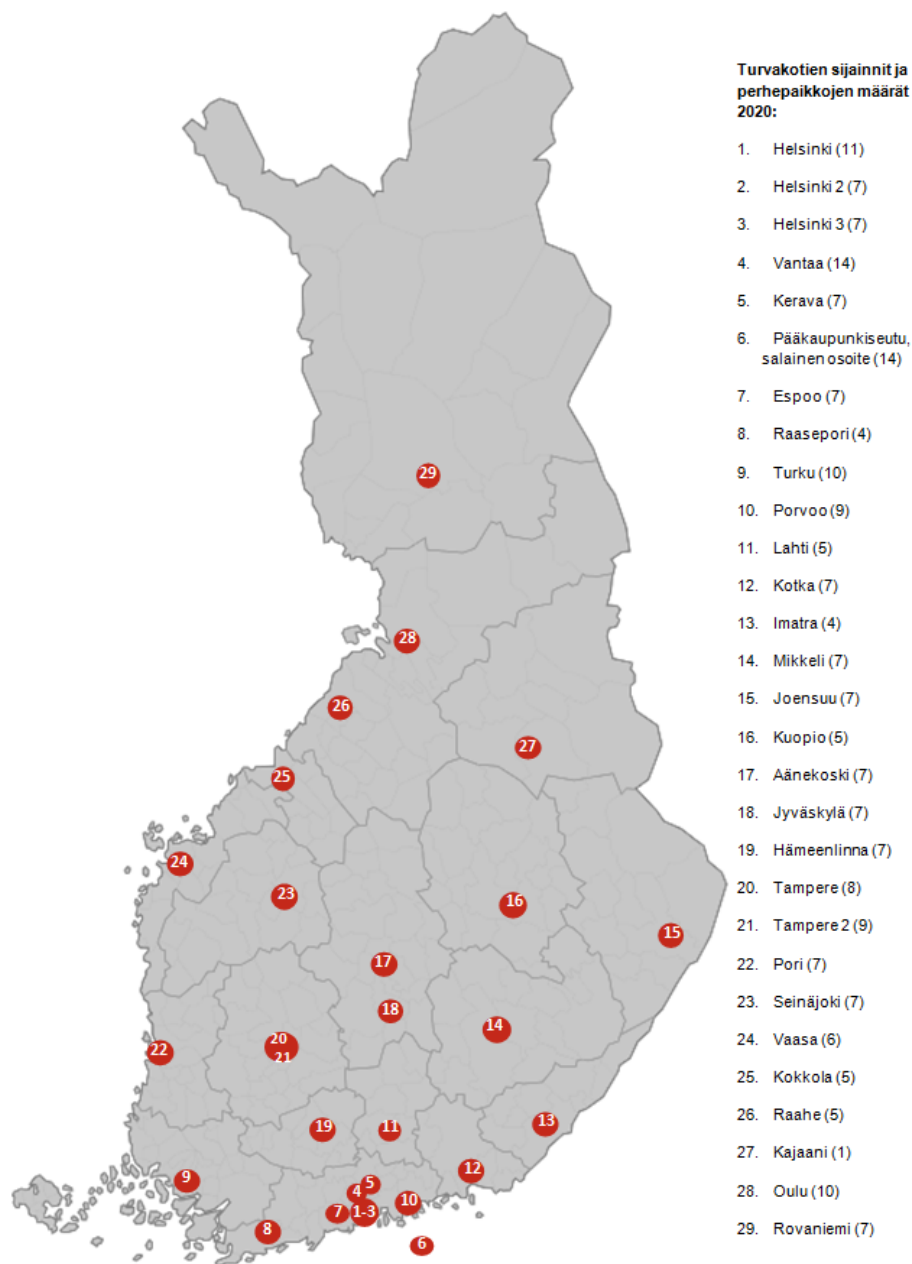 Turvakotien sijainnit ja
perhepaikkojen määrät
2020:
1. Helsinki (11)
2. Helsinki 2 (7)
3. Helsinki 3 (7)
4. Vantaa (14)
5. Kerava (7)
6. Pääkaupunkiseutu,
salainen osoite (14)
7. Espoo (7)
8. Raasepori (4)
9. Turku (10)
10. Porvoo (9)
11. Lahti (5)
12. Kotka (7)
13. Imatra (4)
14. Mikkeli (7)
15. Joensuu (7)
16. Kuopio (5)
17. Äänekoski (7)
18. Jyväskylä (7)
19. Hämeenlinna (7)
20. Tampere (8)
21. Tampere 2 (9)
22. Pori (7)
23. Seinäjoki (7)
24. Vaasa (6)
25. Kokkola (5)
26. Raahe (5)
27. Kajaani (1)
28. Oulu (10)
29. Rovaniemi (7)
29
28
26
27
25
24
23
16
15
17
18
14
20
21
22
13
19
11
12
9
5
4
10
7
1-3
8
6